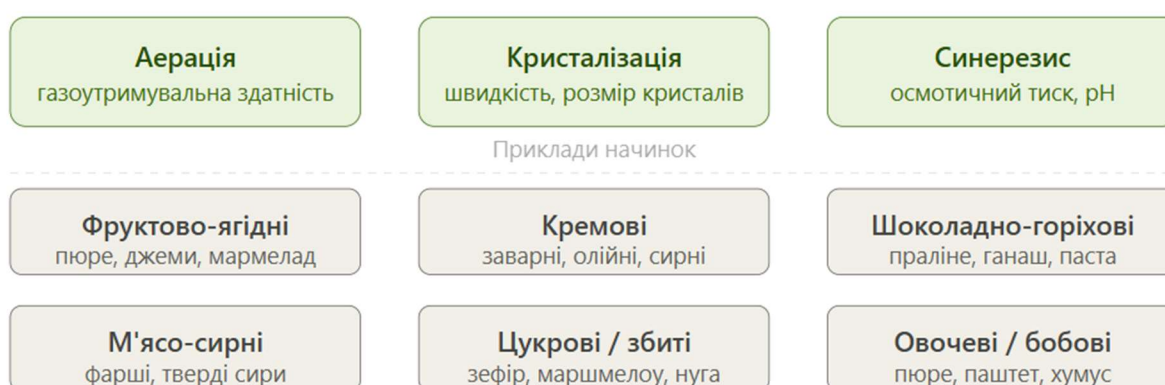 Аерація
газоутримувальна здатність
Кристалізація
швидкість, розмір кристалів
Синерезис
осмотичний тиск, pH
Приклади начинок
Фруктово-ягідні
пюре, джеми, мармелад
Кремові
заварні, олійні, сирні
Шоколадно-горіхові
праліне, ганаш, паста
М'ясо-сирні
фарші, тверді сири
Цукрові / збиті
зефір, маршмелоу, нуга
Овочеві / бобові
пюре, паштет, хумус